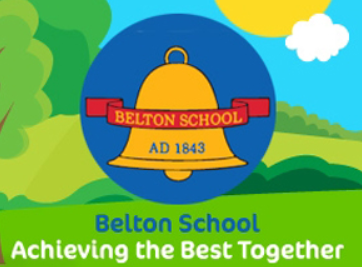 BELTON SCHOOL
AD 1843
Belton School
Achieving the Best Together